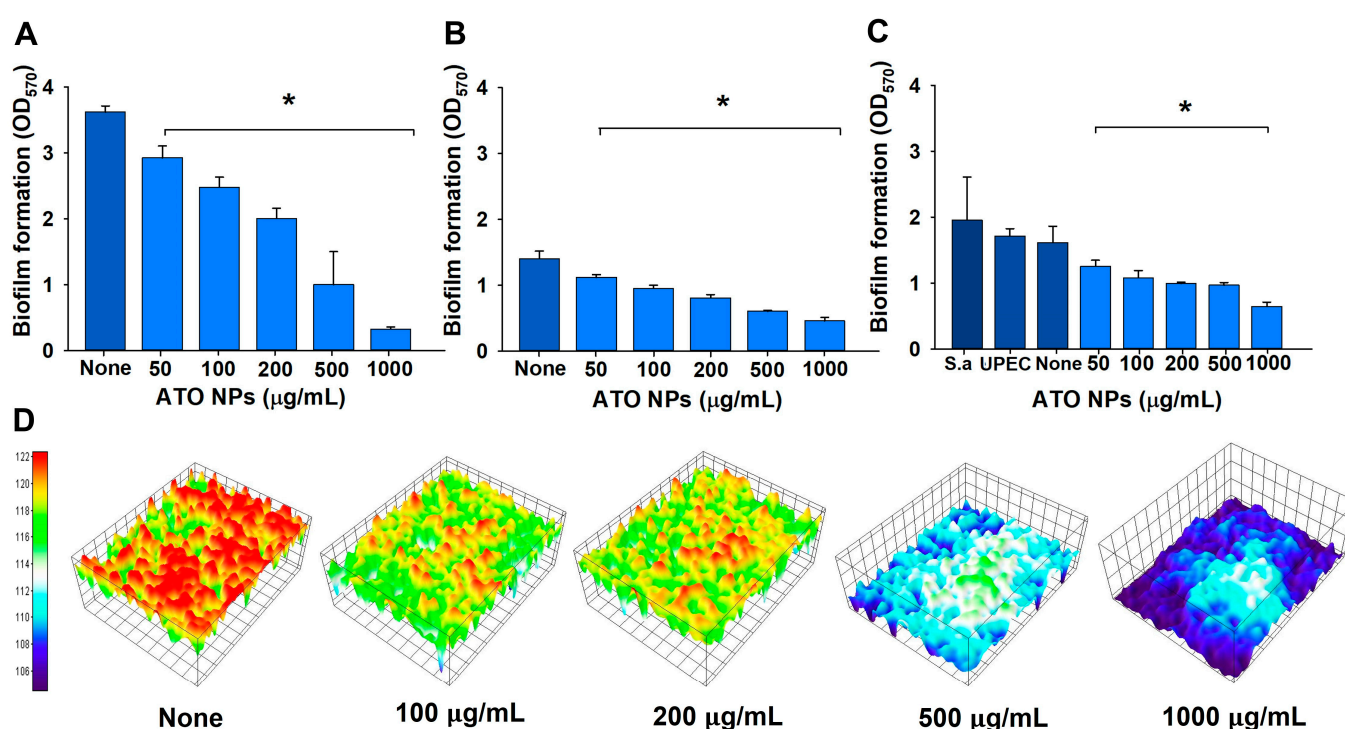 A
B
C
Biofilm formation (OD570)
4
3
2
1
0
*
None 50 100 200 500 1000
ATO NPs (μg/mL)
Biofilm formation (OD570)
4
3
2
1
0
*
None 50 100 200 500 1000
ATO NPs (μg/mL)
Biofilm formation (OD570)
4
3
2
1
0
*
S.a UPEC None 50 100 200 500 1000
ATO NPs (μg/mL)
D
122
120
118
116
114
112
110
108
106
None
100 μg/mL
200 μg/mL
500 μg/mL
1000 μg/mL